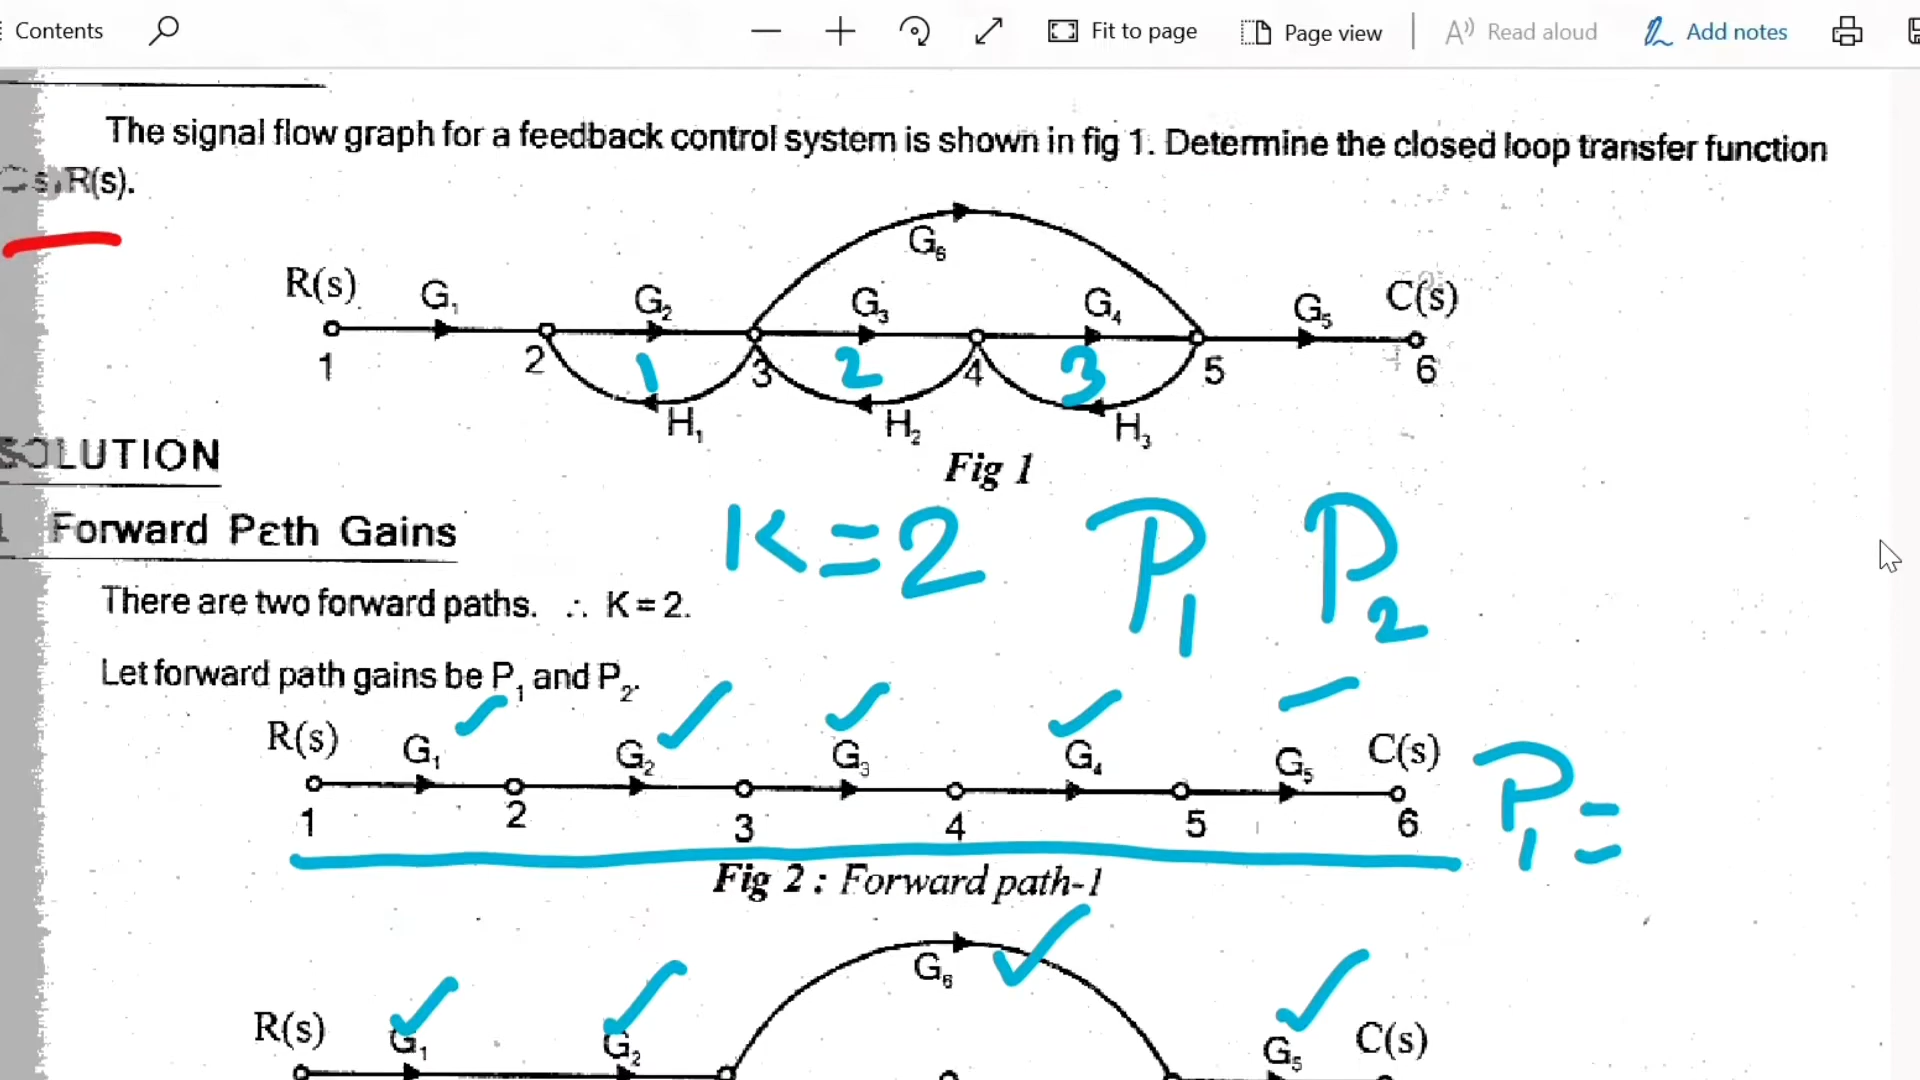 Contents Fit to page Page view Read aloud Add notes
The signal flow graph for a feedback control system is shown in fig 1. Determine the closed loop transfer function
R(s).
G₆
R(s) G₁ G₂ G₃ G₄ G₅ C(s)
1 2 1 3 2 4 3 5 6
H₁ H₂ H₃
Fig 1
SOLUTION
K=2 P₁ P₂
Forward Path Gains
There are two forward paths. ∴ K = 2.
Let forward path gains be P₁ and P₂.
R(s) G₁ G₂ G₃ G₄ G₅ C(s)
1 2 3 4 5 6
P₁=
Fig 2 : Forward path-1
G₆
R(s) G₁ G₂ G₅ C(s)